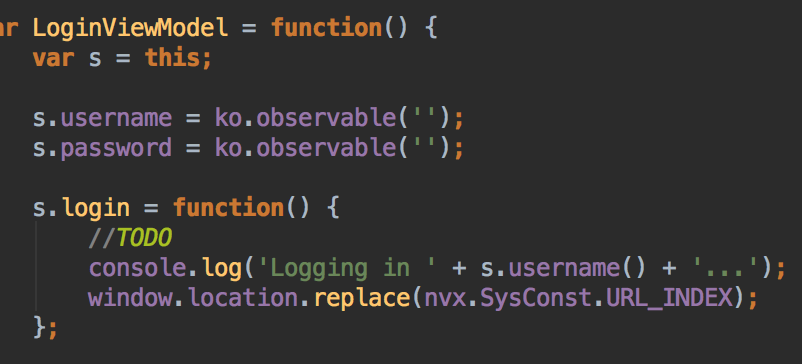 ar LoginViewModel = function() {
    var s = this;

    s.username = ko.observable('');
    s.password = ko.observable('');

    s.login = function() {
        //TODO
        console.log('Logging in ' + s.username() + '...');
        window.location.replace(nvx.SysConst.URL_INDEX);
    };